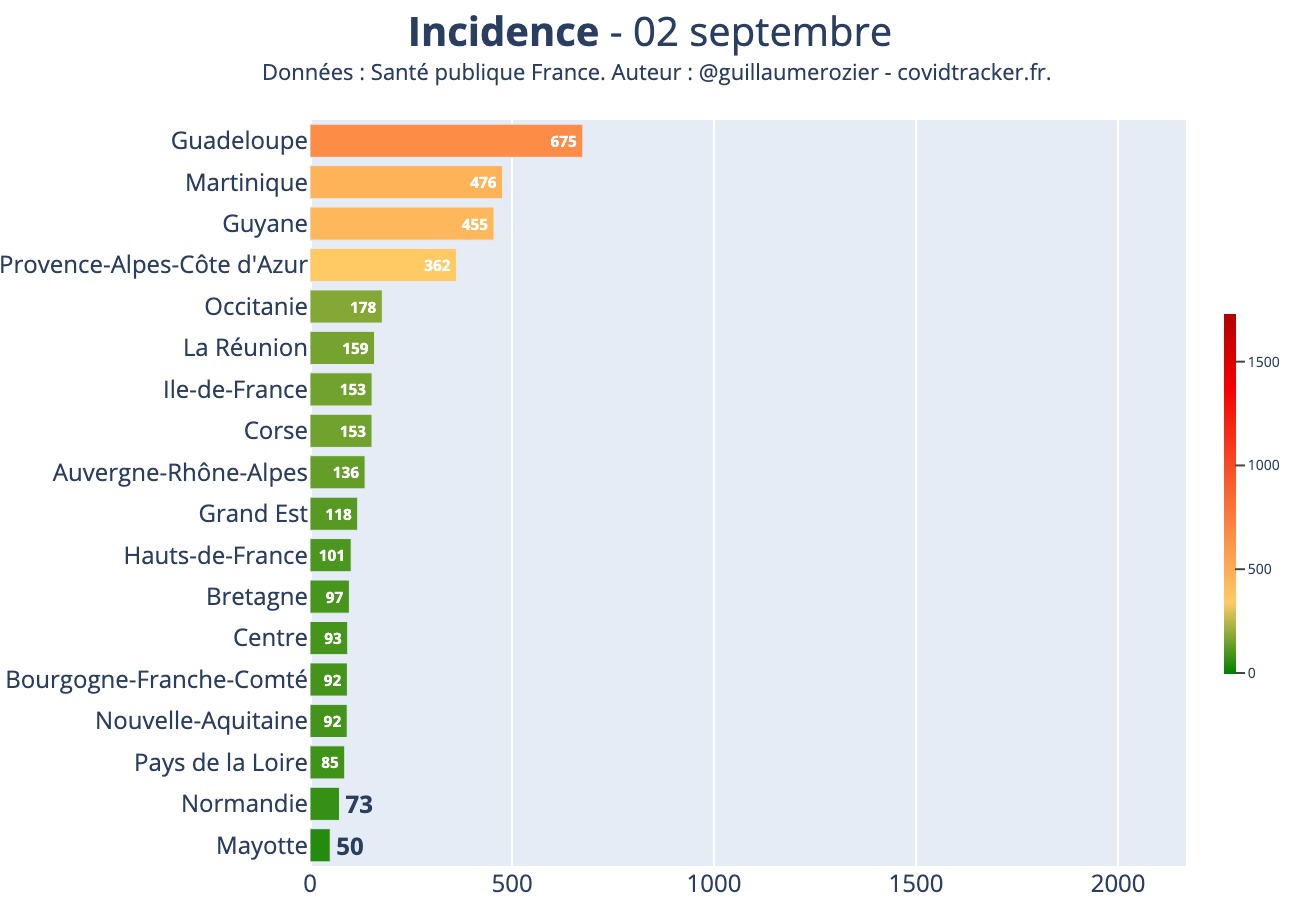 Incidence - 02 septembre
Données : Santé publique France. Auteur : @guillaumerozier - covidtracker.fr.
Guadeloupe 675
Martinique 476
Guyane 455
Provence-Alpes-Côte d'Azur 362
Occitanie 178
La Réunion 159
Ile-de-France 153
Corse 153
Auvergne-Rhône-Alpes 136
Grand Est 118
Hauts-de-France 101
Bretagne 97
Centre 93
Bourgogne-Franche-Comté 92
Nouvelle-Aquitaine 92
Pays de la Loire 85
Normandie 73
Mayotte 50
0 500 1000 1500 2000
1500
1000
500
0